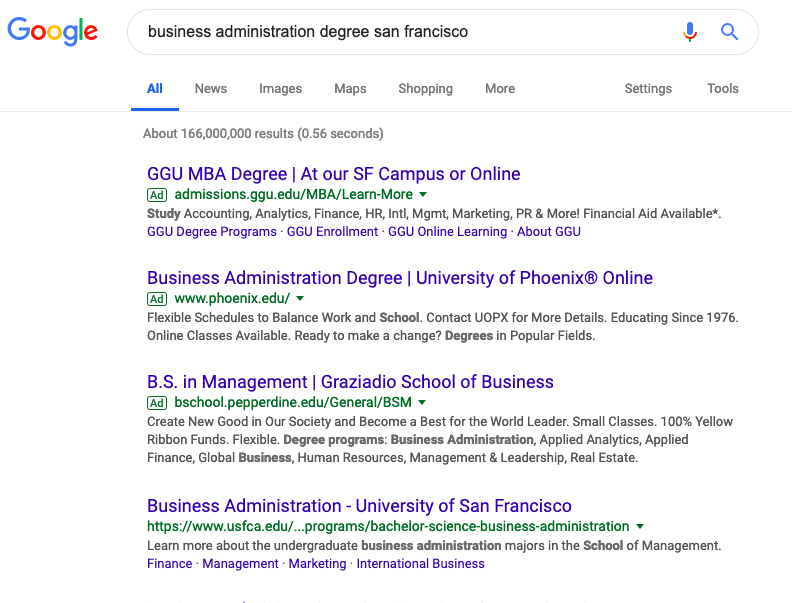 Google
business administration degree san francisco
All News Images Maps Shopping More Settings Tools
About 166,000,000 results (0.56 seconds)
GGU MBA Degree | At our SF Campus or Online
Ad admissions.ggu.edu/MBA/Learn-More
Study Accounting, Analytics, Finance, HR, Intl, Mgmt, Marketing, PR & More! Financial Aid Available*.
GGU Degree Programs · GGU Enrollment · GGU Online Learning · About GGU
Business Administration Degree | University of Phoenix® Online
Ad www.phoenix.edu/
Flexible Schedules to Balance Work and School. Contact UOPX for More Details. Educating Since 1976.
Online Classes Available. Ready to make a change? Degrees in Popular Fields.
B.S. in Management | Graziadio School of Business
Ad bschool.pepperdine.edu/General/BSM
Create New Good in Our Society and Become a Best for the World Leader. Small Classes. 100% Yellow
Ribbon Funds. Flexible. Degree programs: Business Administration, Applied Analytics, Applied
Finance, Global Business, Human Resources, Management & Leadership, Real Estate.
Business Administration - University of San Francisco
https://www.usfca.edu/...programs/bachelor-science-business-administration
Learn more about the undergraduate business administration majors in the School of Management.
Finance · Management · Marketing · International Business